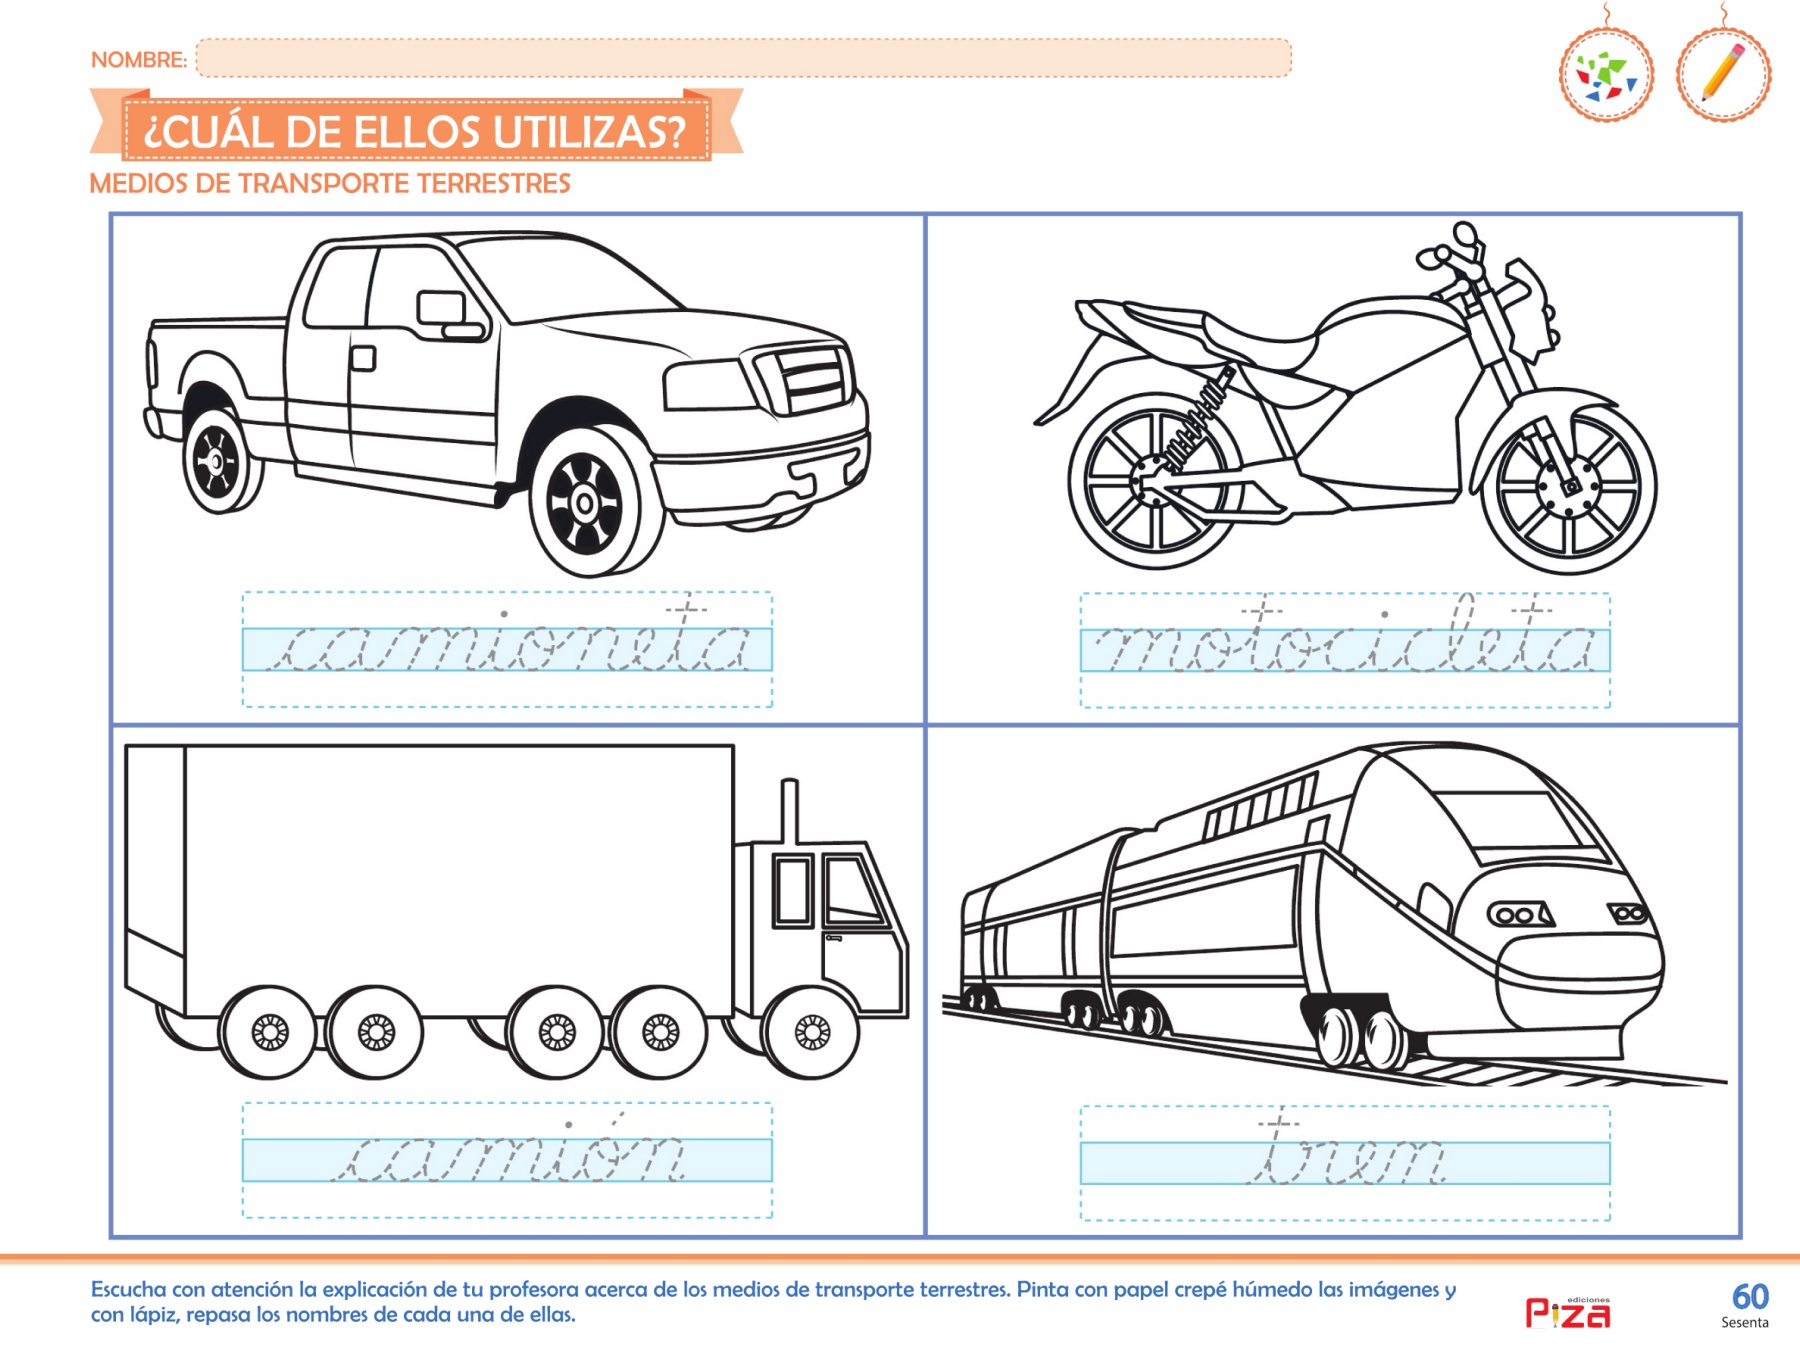 NOMBRE:
¿CUÁL DE ELLOS UTILIZAS?
MEDIOS DE TRANSPORTE TERRESTRES
camioneta
motocicleta
camión
tren
Escucha con atención la explicación de tu profesora acerca de los medios de transporte terrestres. Pinta con papel crepé húmedo las imágenes y
con lápiz, repasa los nombres de cada una de ellas.
ediciones
Piza
60
Sesenta